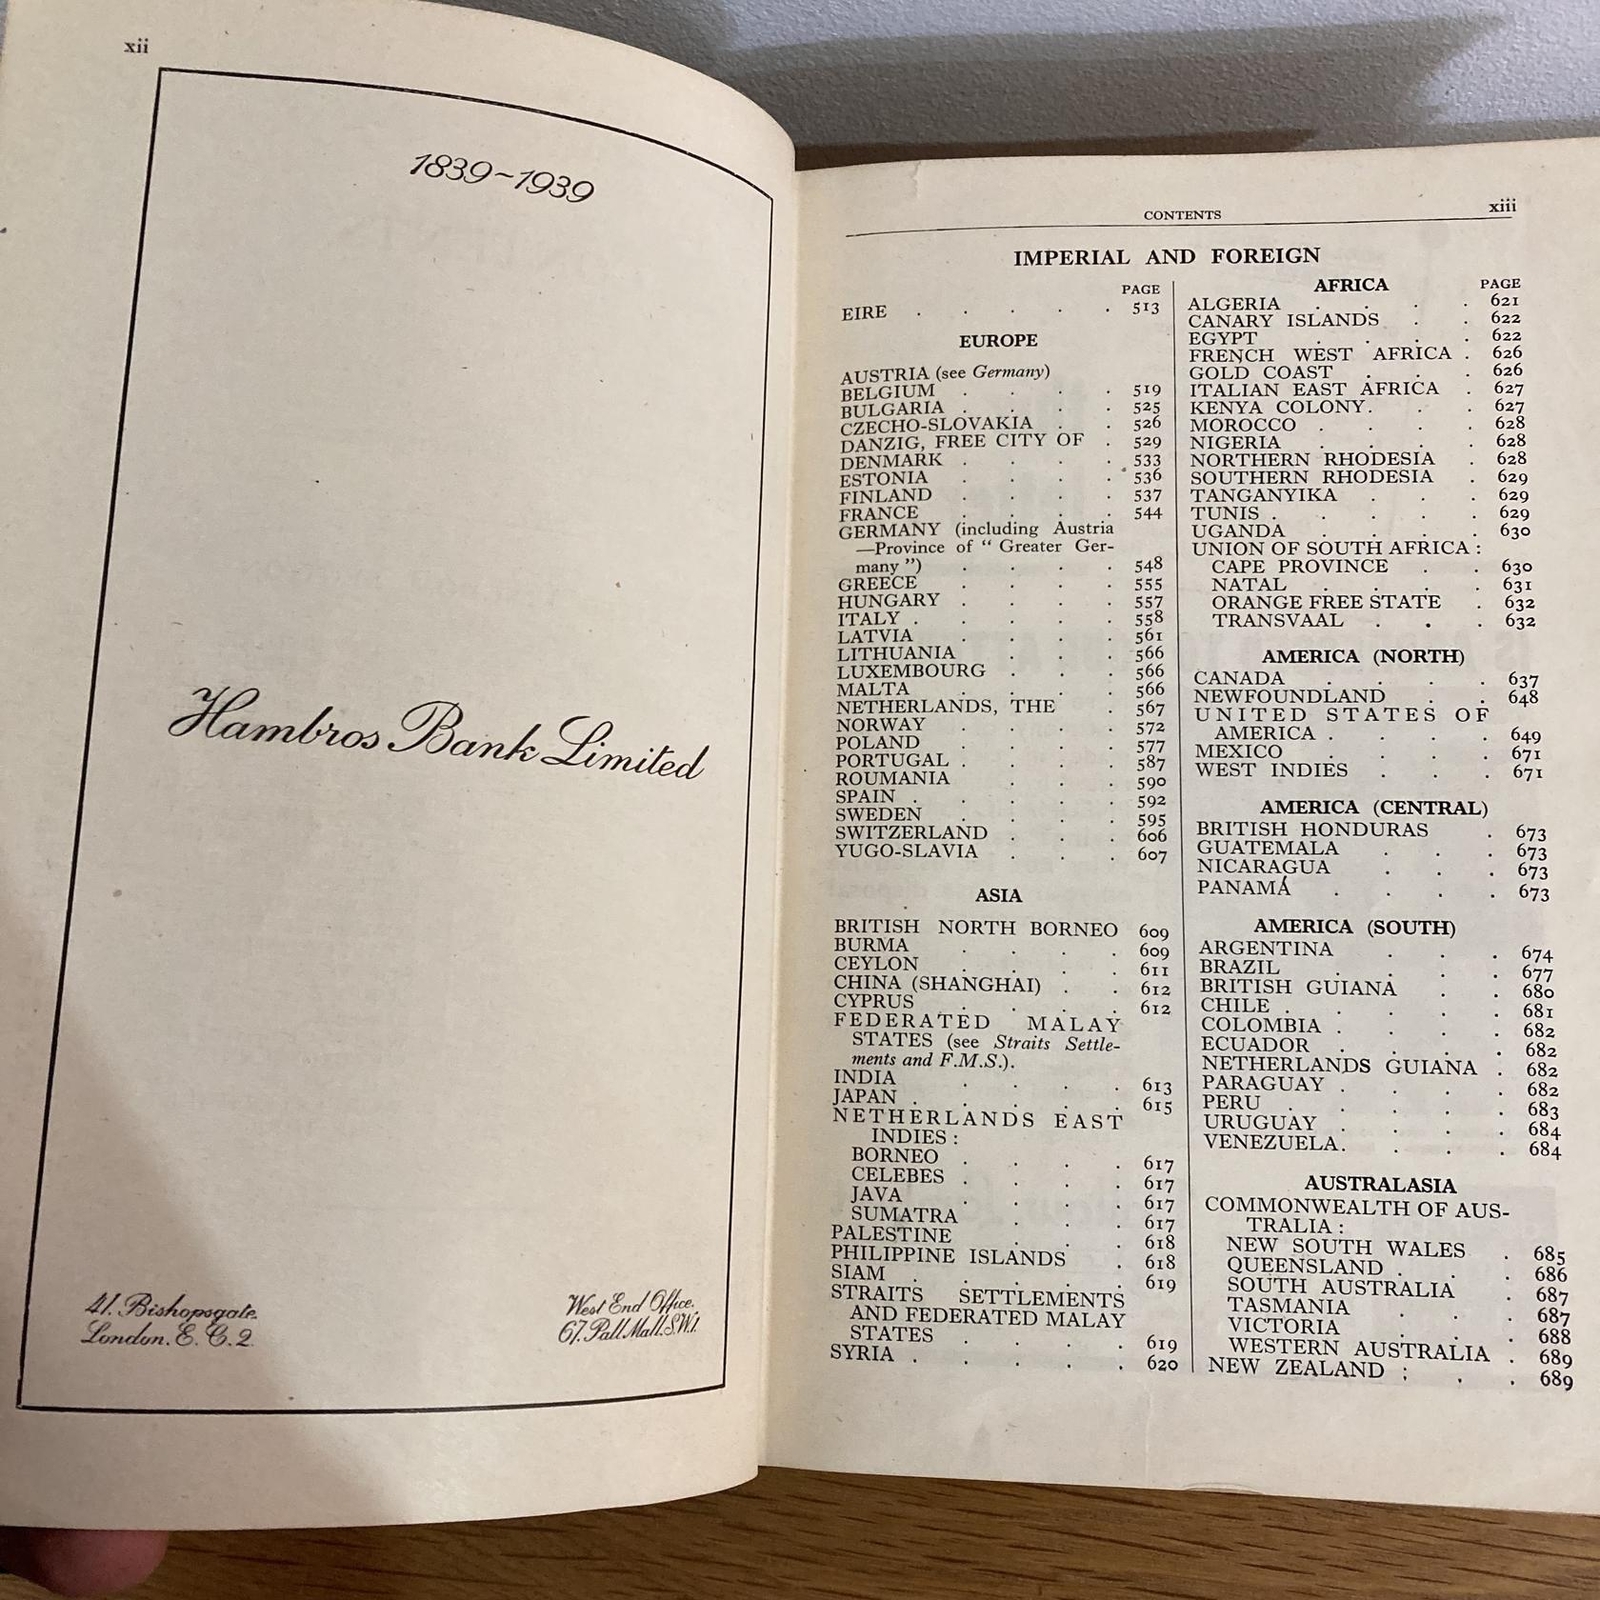 xii
1839~1939
Hambros Bank Limited
41. Bishopsgate.
London. E. C. 2.
West End Office.
67. Pall Mall. S.W.1.
CONTENTS
xiii
IMPERIAL AND FOREIGN
PAGE
EIRE . . . . . 513
EUROPE
AUSTRIA (see Germany)
BELGIUM . . . . 519
BULGARIA . . . . 525
CZECHO-SLOVAKIA . . 526
DANZIG, FREE CITY OF . 529
DENMARK . . . . 533
ESTONIA . . . . 536
FINLAND . . . . 537
FRANCE . . . . 544
GERMANY (including Austria
—Province of “ Greater Ger-
many ”) . . . . 548
GREECE . . . . 555
HUNGARY . . . . 557
ITALY . . . . . 558
LATVIA . . . . 561
LITHUANIA . . . 566
LUXEMBOURG . . . 566
MALTA . . . . 566
NETHERLANDS, THE . 567
NORWAY . . . . 572
POLAND . . . . 577
PORTUGAL . . . . 587
ROUMANIA . . . 590
SPAIN . . . . . 592
SWEDEN . . . . 595
SWITZERLAND . . . 606
YUGO-SLAVIA . . . 607
ASIA
BRITISH NORTH BORNEO 609
BURMA . . . . 609
CEYLON . . . . 611
CHINA (SHANGHAI) . . 612
CYPRUS . . . . 612
FEDERATED MALAY
STATES (see Straits Settle-
ments and F.M.S.).
INDIA . . . . 613
JAPAN . . . . . 615
NETHERLANDS EAST
INDIES :
BORNEO . . . . 617
CELEBES . . . . 617
JAVA . . . . 617
SUMATRA . . . 617
PALESTINE . . . 618
PHILIPPINE ISLANDS . 618
SIAM . . . . . 619
STRAITS SETTLEMENTS
AND FEDERATED MALAY
STATES . . . . 619
SYRIA . . . . . 620
AFRICA
PAGE
ALGERIA . . . . 621
CANARY ISLANDS . . 622
EGYPT . . . . 622
FRENCH WEST AFRICA . 626
GOLD COAST . . . 626
ITALIAN EAST AFRICA . 627
KENYA COLONY. . . 627
MOROCCO . . . . 628
NIGERIA . . . . 628
NORTHERN RHODESIA . 628
SOUTHERN RHODESIA . 629
TANGANYIKA . . . 629
TUNIS . . . . . 629
UGANDA . . . . 630
UNION OF SOUTH AFRICA :
CAPE PROVINCE . . 630
NATAL . . . . 631
ORANGE FREE STATE . 632
TRANSVAAL . . . 632
AMERICA (NORTH)
CANADA . . . . 637
NEWFOUNDLAND . . 648
UNITED STATES OF
AMERICA . . . . 649
MEXICO . . . . 671
WEST INDIES . . . 671
AMERICA (CENTRAL)
BRITISH HONDURAS . 673
GUATEMALA . . . 673
NICARAGUA . . . 673
PANAMÁ . . . . 673
AMERICA (SOUTH)
ARGENTINA . . . 674
BRAZIL . . . . 677
BRITISH GUIANA . . 680
CHILE . . . . . 681
COLOMBIA . . . . 682
ECUADOR . . . . 682
NETHERLANDS GUIANA . 682
PARAGUAY . . . . 682
PERU . . . . . 683
URUGUAY . . . . 684
VENEZUELA. . . . 684
AUSTRALASIA
COMMONWEALTH OF AUS-
TRALIA :
NEW SOUTH WALES . 685
QUEENSLAND . . . 686
SOUTH AUSTRALIA . 687
TASMANIA . . . 687
VICTORIA . . . 688
WESTERN AUSTRALIA . 689
NEW ZEALAND : . . 689